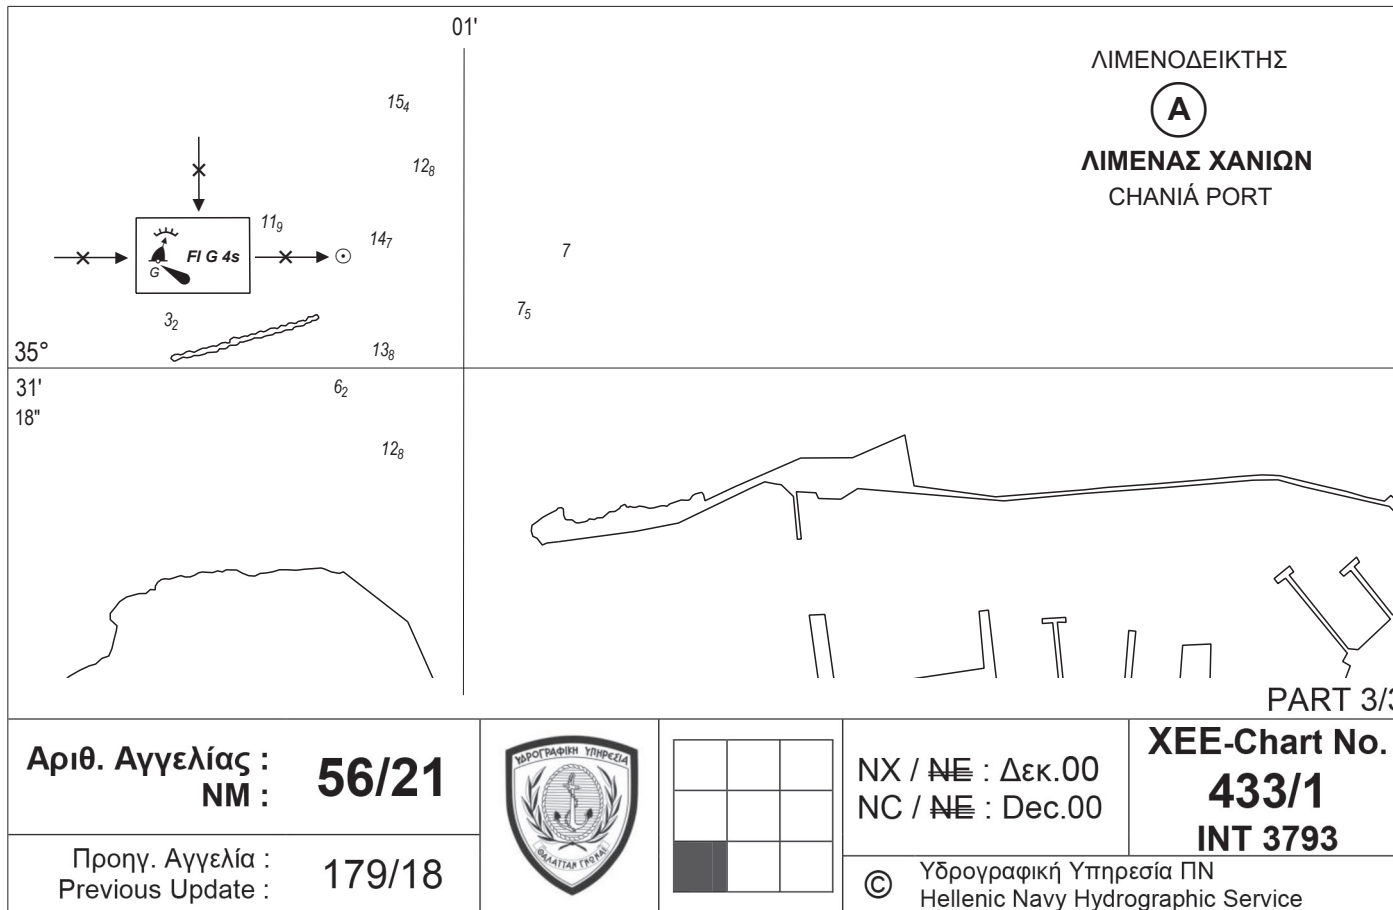 01'
ΛΙΜΕΝΟΔΕΙΚΤΗΣ
A
ΛΙΜΕΝΑΣ ΧΑΝΙΩΝ
CHANIÁ PORT
15₄
12₈
11₉
14₇
Fl G 4s
G
7
7₅
3₂
13₈
35°
31'
18"
6₂
12₈
PART 3/3
Αριθ. Αγγελίας :
NM :
56/21
Προηγ. Αγγελία :
Previous Update :
179/18
ΥΔΡΟΓΡΑΦΙΚΗ ΥΠΗΡΕΣΙΑ
NX / NE : Δεκ.00
NC / NE : Dec.00
XEE-Chart No.
433/1
INT 3793
© Υδρογραφική Υπηρεσία ΠΝ
Hellenic Navy Hydrographic Service